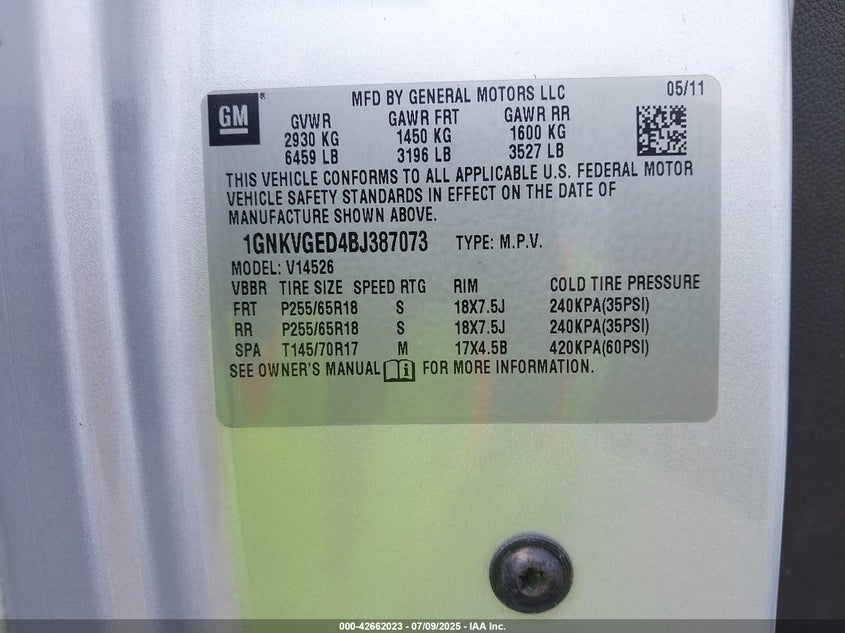 GM®
MFD BY GENERAL MOTORS LLC 05/11
GVWR GAWR FRT GAWR RR
2930 KG 1450 KG 1600 KG
6459 LB 3196 LB 3527 LB
THIS VEHICLE CONFORMS TO ALL APPLICABLE U.S. FEDERAL MOTOR
VEHICLE SAFETY STANDARDS IN EFFECT ON THE DATE OF
MANUFACTURE SHOWN ABOVE.
1GNKVGED4BJ387073 TYPE: M.P.V.
MODEL: V14526
VBBR TIRE SIZE SPEED RTG RIM COLD TIRE PRESSURE
FRT P255/65R18 S 18X7.5J 240KPA(35PSI)
RR P255/65R18 S 18X7.5J 240KPA(35PSI)
SPA T145/70R17 M 17X4.5B 420KPA(60PSI)
SEE OWNER'S MANUAL i FOR MORE INFORMATION.
000-42662023 - 07/09/2025 - IAA Inc.